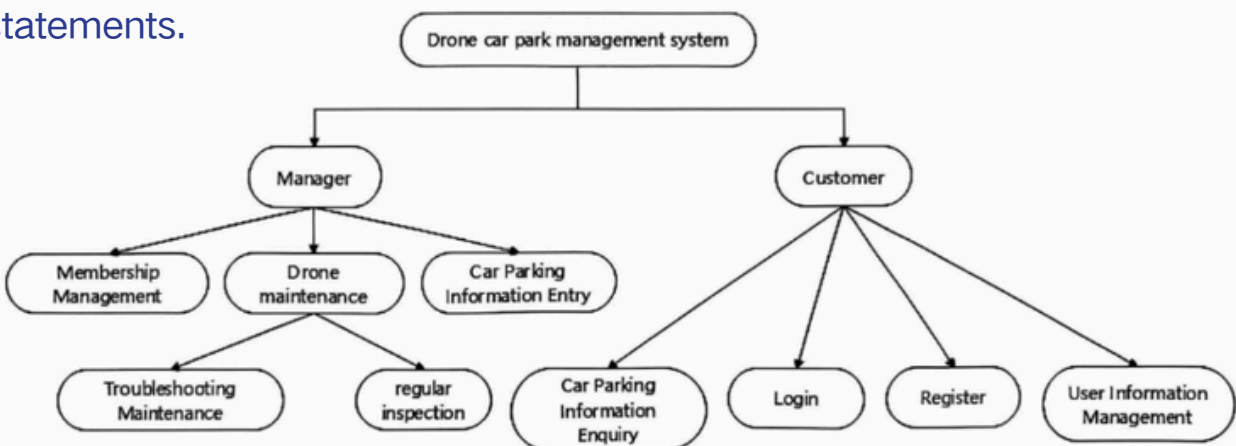 statements.
Drone car park management system
Manager
Customer
Membership
Management
Drone
maintenance
Car Parking
Information Entry
Troubleshooting
Maintenance
regular
inspection
Car Parking
Information
Enquiry
Login
Register
User Information
Management